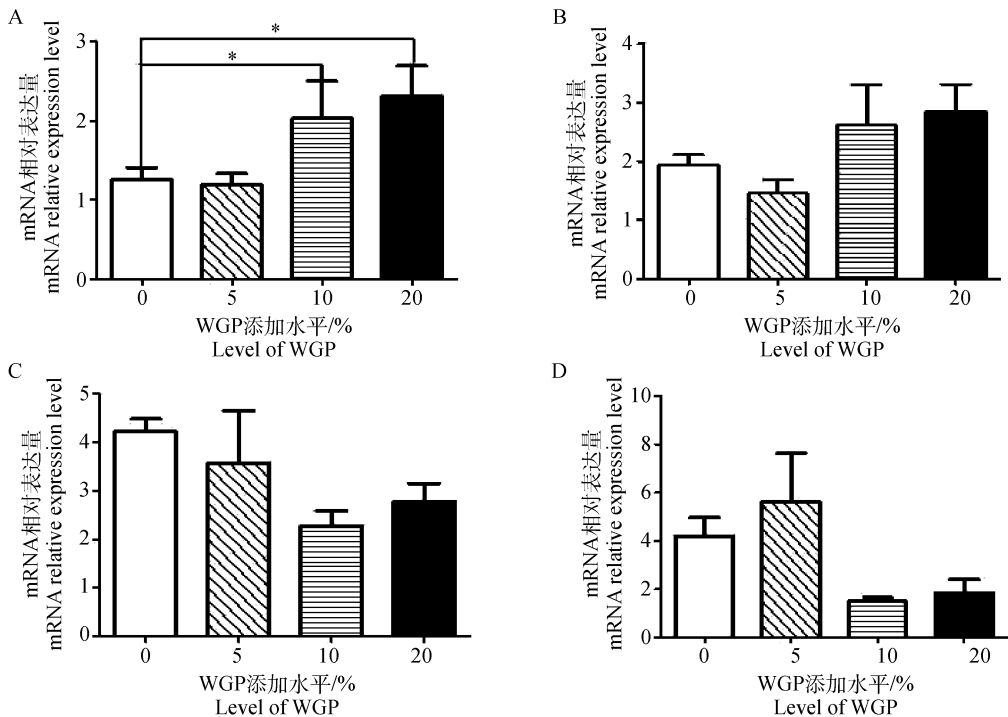 A
mRNA相对表达量
mRNA relative expression level
3
2
1
0
*
*
0 5 10 20
WGP添加水平/%
Level of WGP
B
mRNA相对表达量
mRNA relative expression level
4
3
2
1
0
0 5 10 20
WGP添加水平/%
Level of WGP
C
mRNA相对表达量
mRNA relative expression level
5
4
3
2
1
0
0 5 10 20
WGP添加水平/%
Level of WGP
D
mRNA相对表达量
mRNA relative expression level
10
8
6
4
2
0
0 5 10 20
WGP添加水平/%
Level of WGP